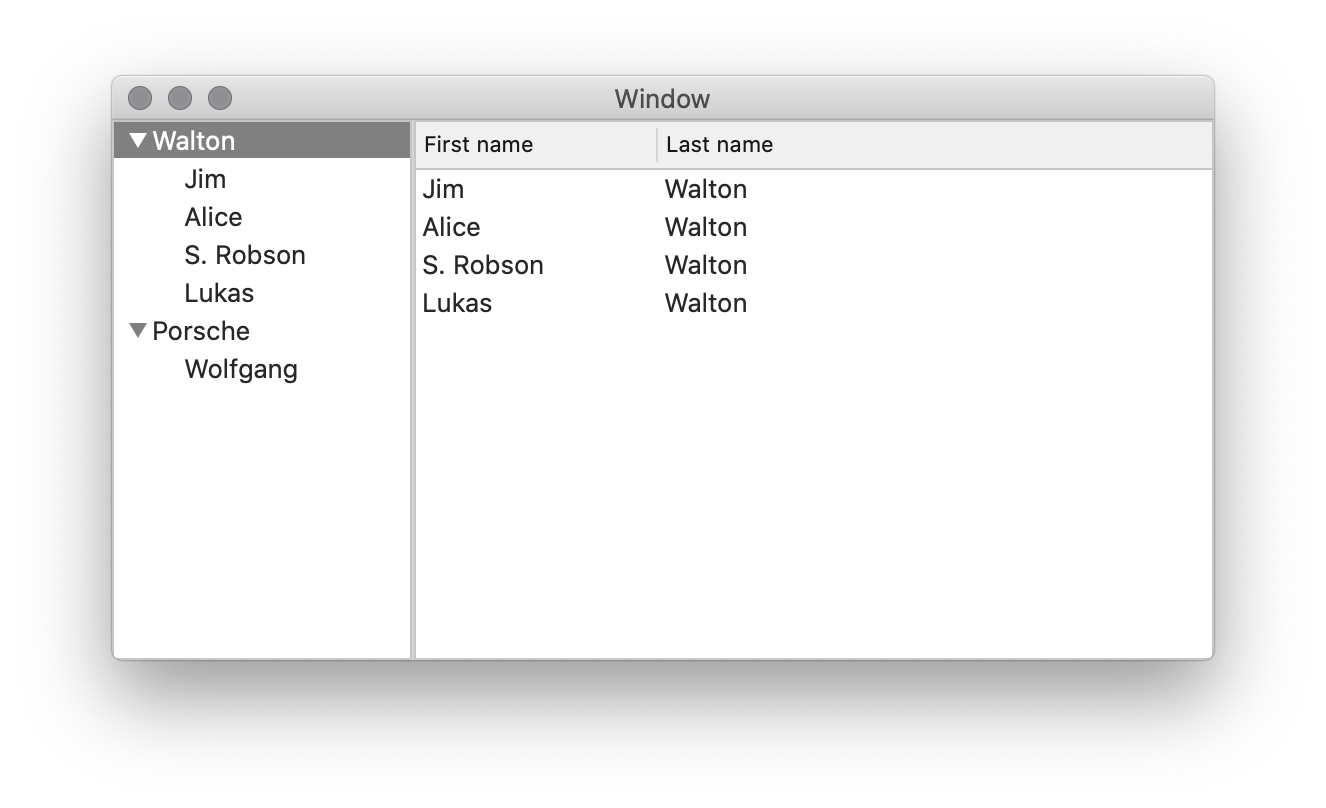 Window
Walton
Jim
Alice
S. Robson
Lukas
Porsche
Wolfgang
First name Last name
Jim Walton
Alice Walton
S. Robson Walton
Lukas Walton